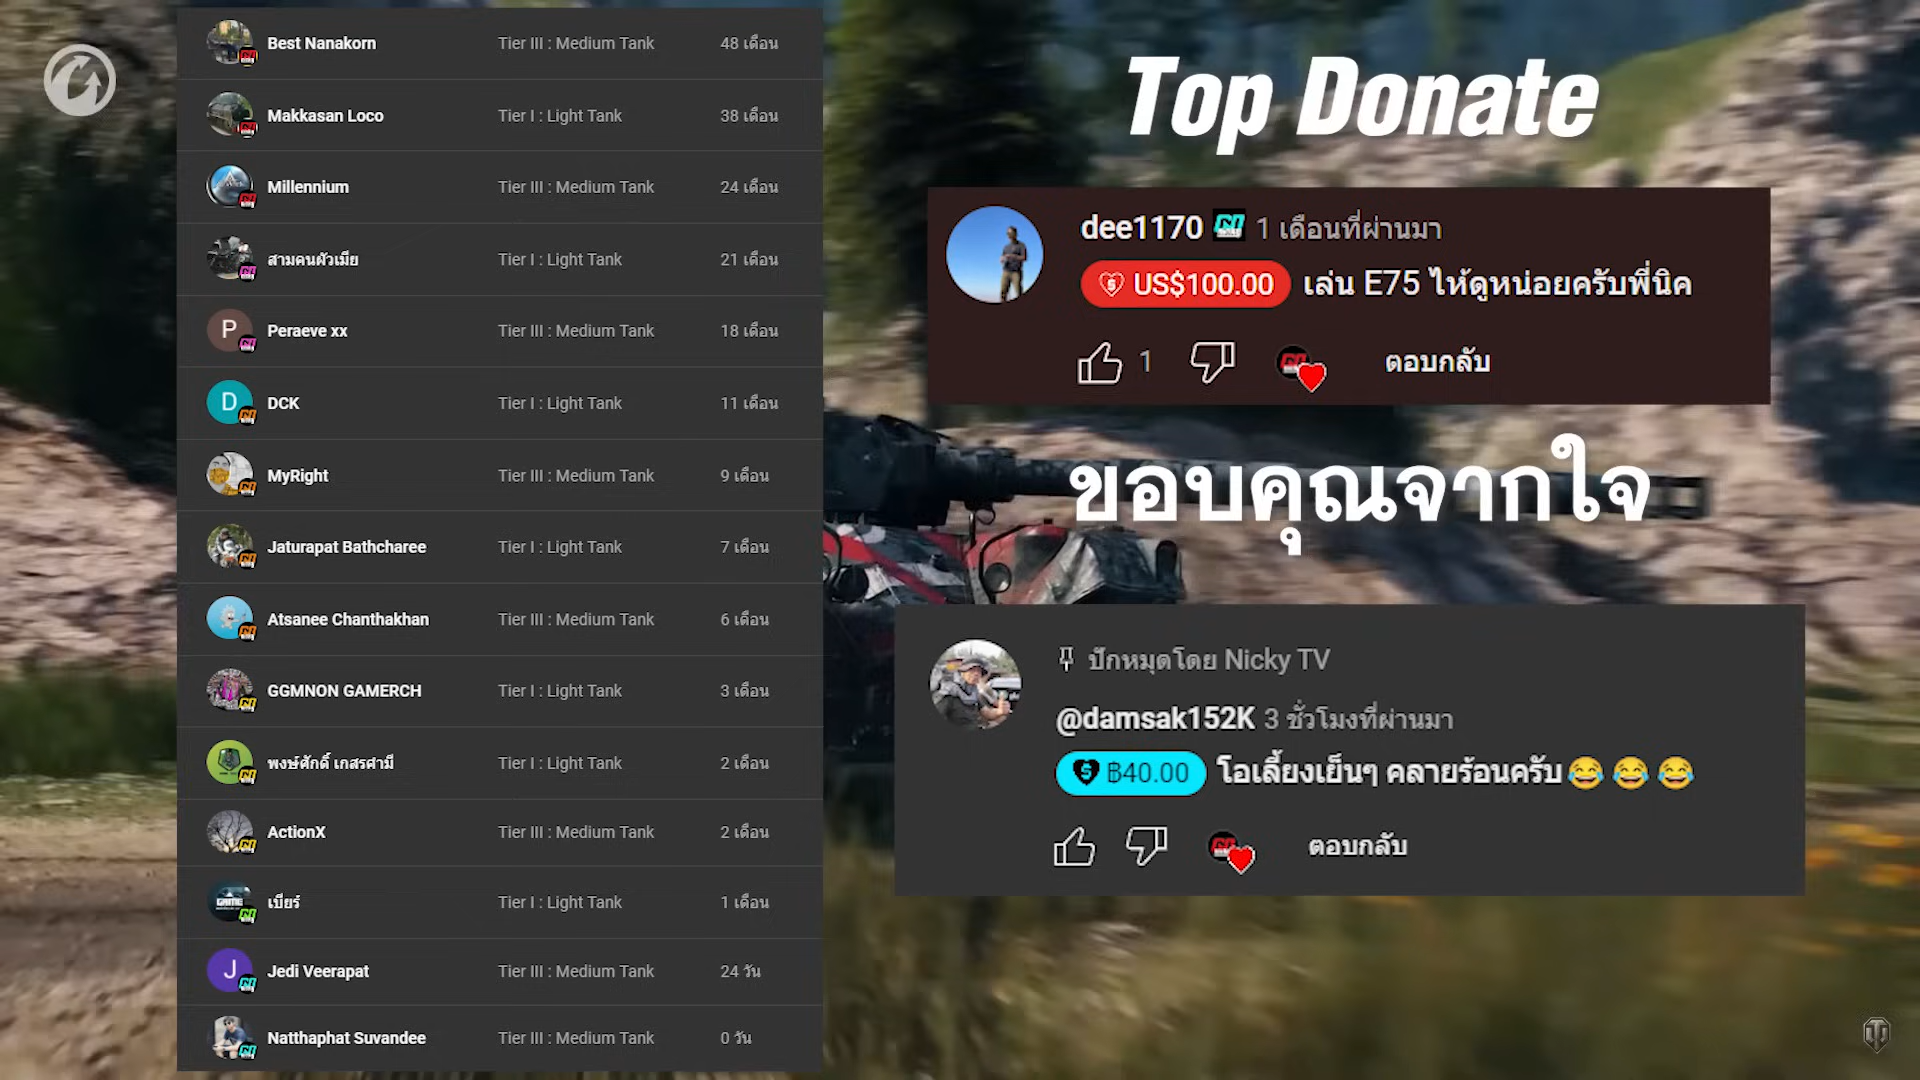 Best Nanakorn Tier III : Medium Tank 48 เดือน
Makkasan Loco Tier I : Light Tank 38 เดือน
Millennium Tier III : Medium Tank 24 เดือน
สามคนผัวเมีย Tier I : Light Tank 21 เดือน
P Peraeve xx Tier III : Medium Tank 18 เดือน
D DCK Tier I : Light Tank 11 เดือน
MyRight Tier III : Medium Tank 9 เดือน
Jaturapat Bathcharee Tier I : Light Tank 7 เดือน
Atsanee Chanthakhan Tier III : Medium Tank 6 เดือน
GGMNON GAMERCH Tier I : Light Tank 3 เดือน
พงษ์ศักดิ์ เกสรศามี Tier I : Light Tank 2 เดือน
ActionX Tier III : Medium Tank 2 เดือน
เบียร์ Tier I : Light Tank 1 เดือน
J Jedi Veerapat Tier III : Medium Tank 24 วัน
Natthaphat Suvandee Tier III : Medium Tank 0 วัน
Top Donate
dee1170 1 เดือนที่ผ่านมา
US$100.00 เล่น E75 ไห้ดูหน่อยครับพี่นิค
1 ตอบกลับ
ขอบคุณจากใจ
ปักหมุดโดย Nicky TV
@damsak152K 3 ชั่วโมงที่ผ่านมา
฿40.00 โอเลี้ยงเย็นๆ คลายร้อนครับ😂😂😂
ตอบกลับ